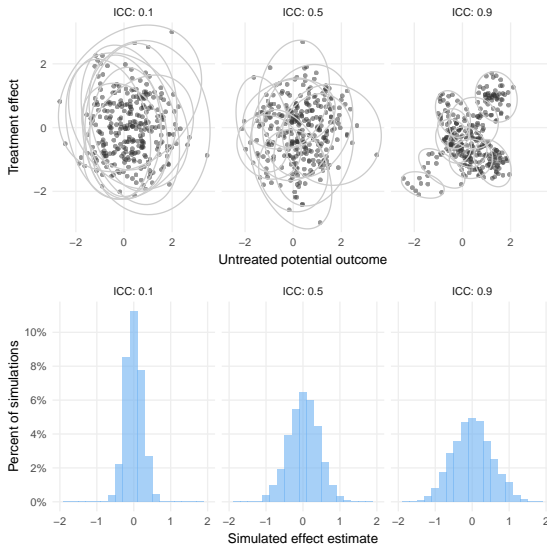 ICC: 0.1 ICC: 0.5 ICC: 0.9
Treatment effect
2
0
−2
−2 0 2 −2 0 2 −2 0 2
Untreated potential outcome
ICC: 0.1 ICC: 0.5 ICC: 0.9
Percent of simulations
10%
8%
6%
4%
2%
0%
−2 −1 0 1 2 −2 −1 0 1 2 −2 −1 0 1 2
Simulated effect estimate